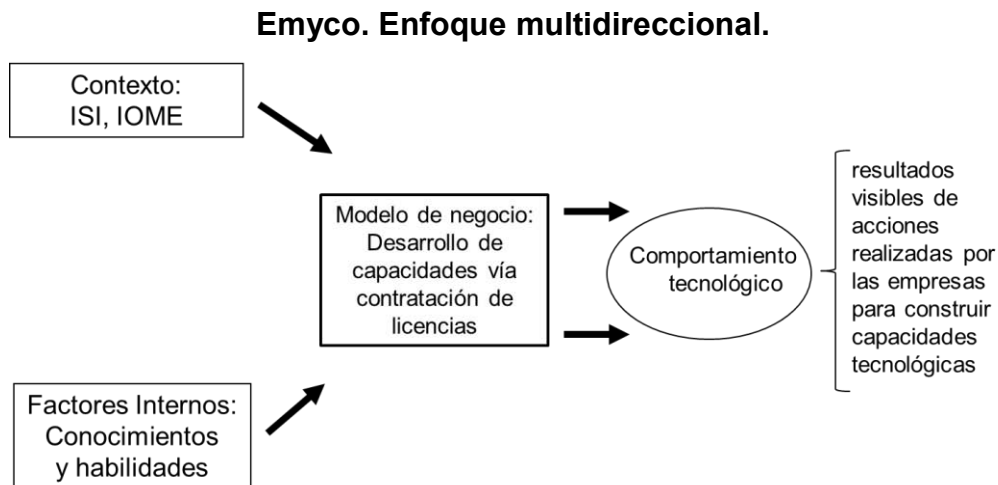 Emyco. Enfoque multidireccional.
Contexto:
ISI, IOME
Modelo de negocio:
Desarrollo de
capacidades vía
contratación de
licencias
Factores Internos:
Conocimientos
y habilidades
Comportamiento
tecnológico
resultados
visibles de
acciones
realizadas por
las empresas
para construir
capacidades
tecnológicas